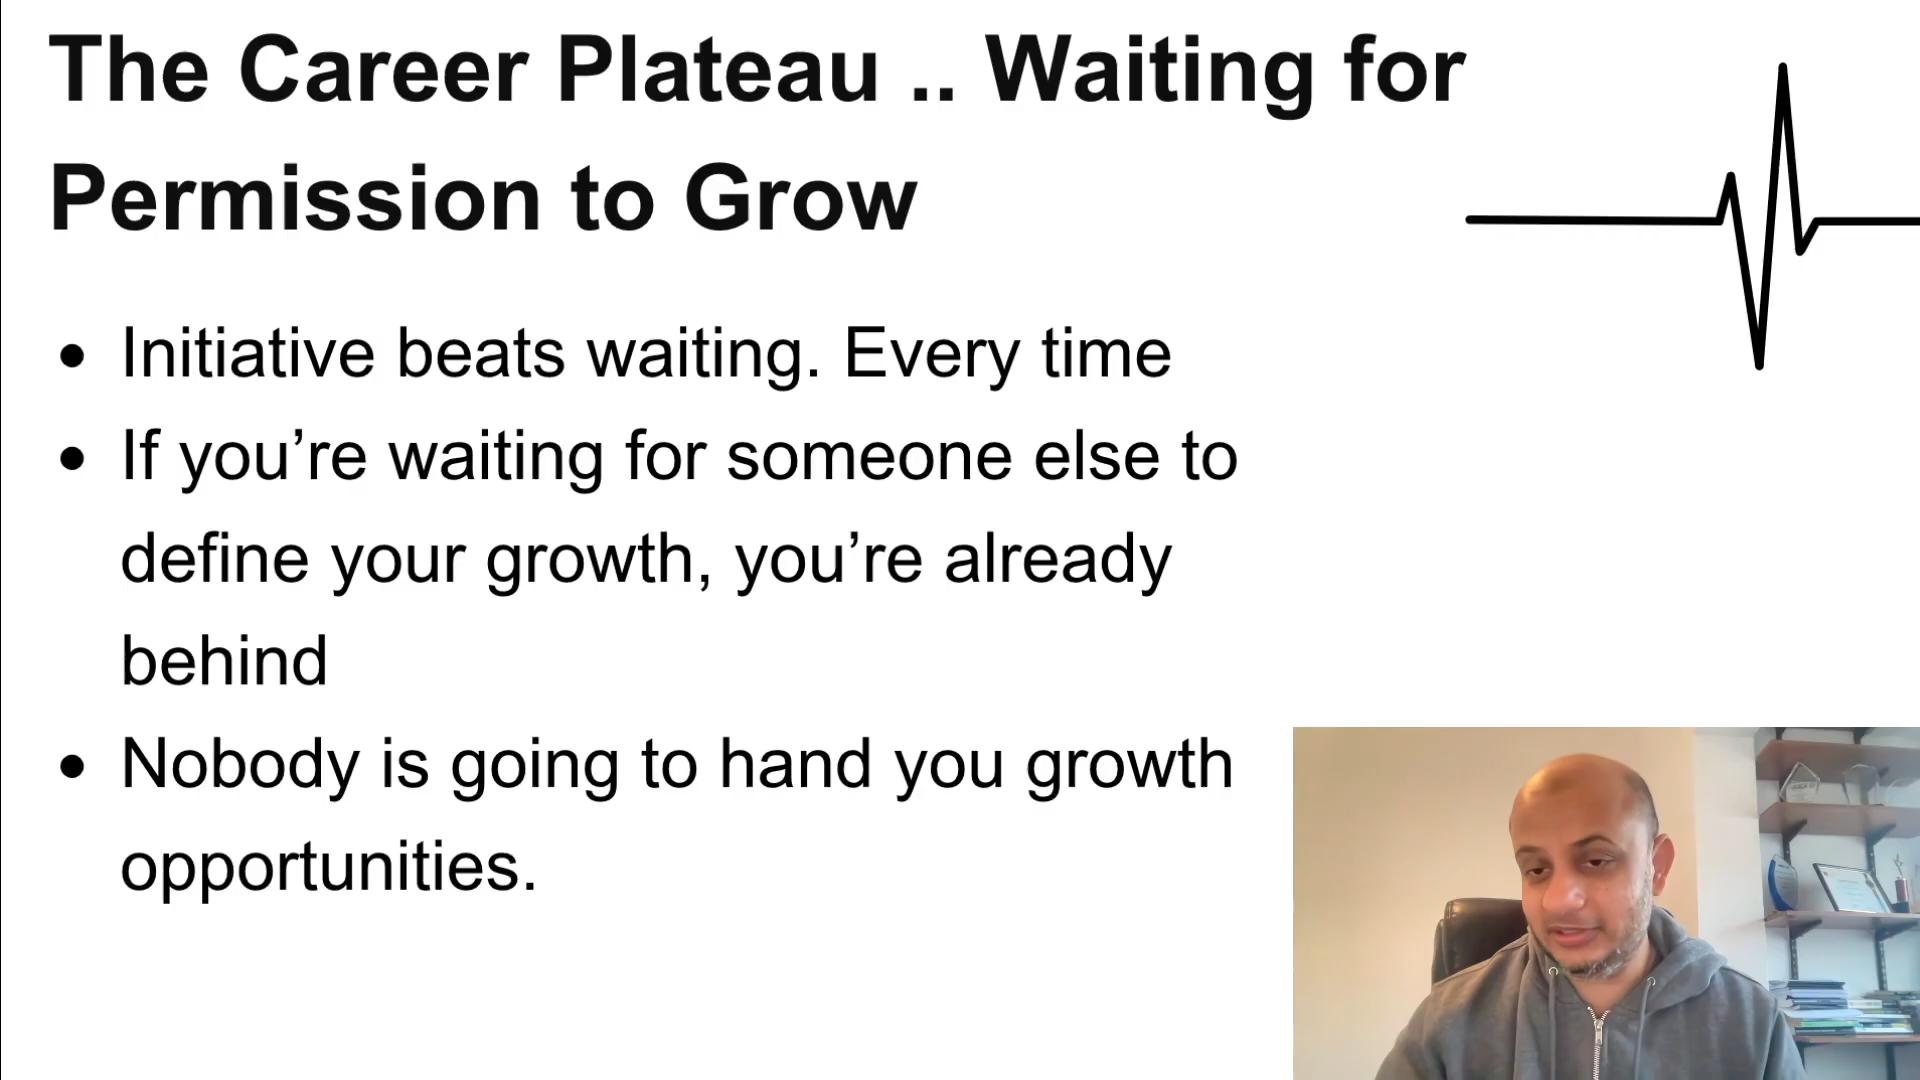 The Career Plateau .. Waiting for
Permission to Grow
• Initiative beats waiting. Every time
• If you’re waiting for someone else to
define your growth, you’re already
behind
• Nobody is going to hand you growth
opportunities.